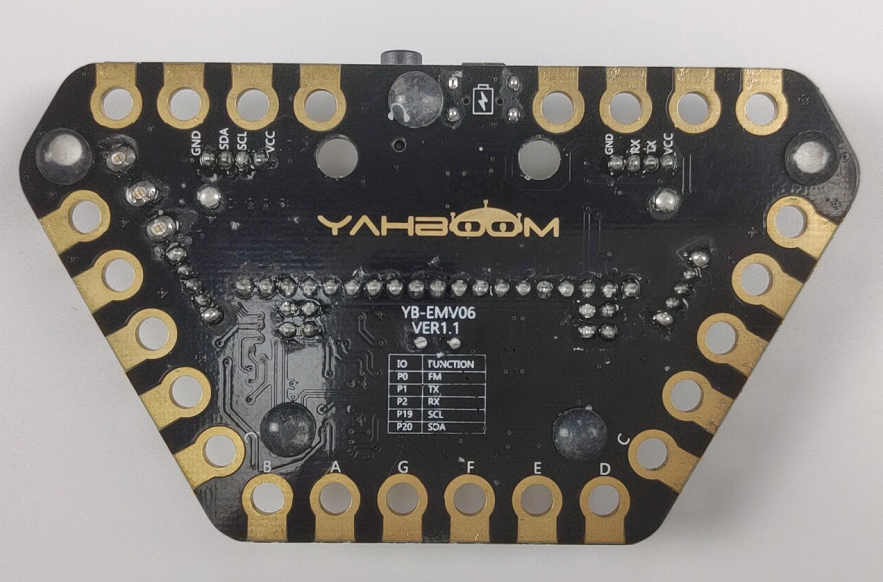 GND
SDA
SCL
VCC
GND
RX
TX
VCC
YAHBOOM
YB-EMV06
VER1.1
IO FUNCTION
P0 FM
P1 TX
P2 RX
P19 SCL
P20 SDA
C
B A G F E D
C